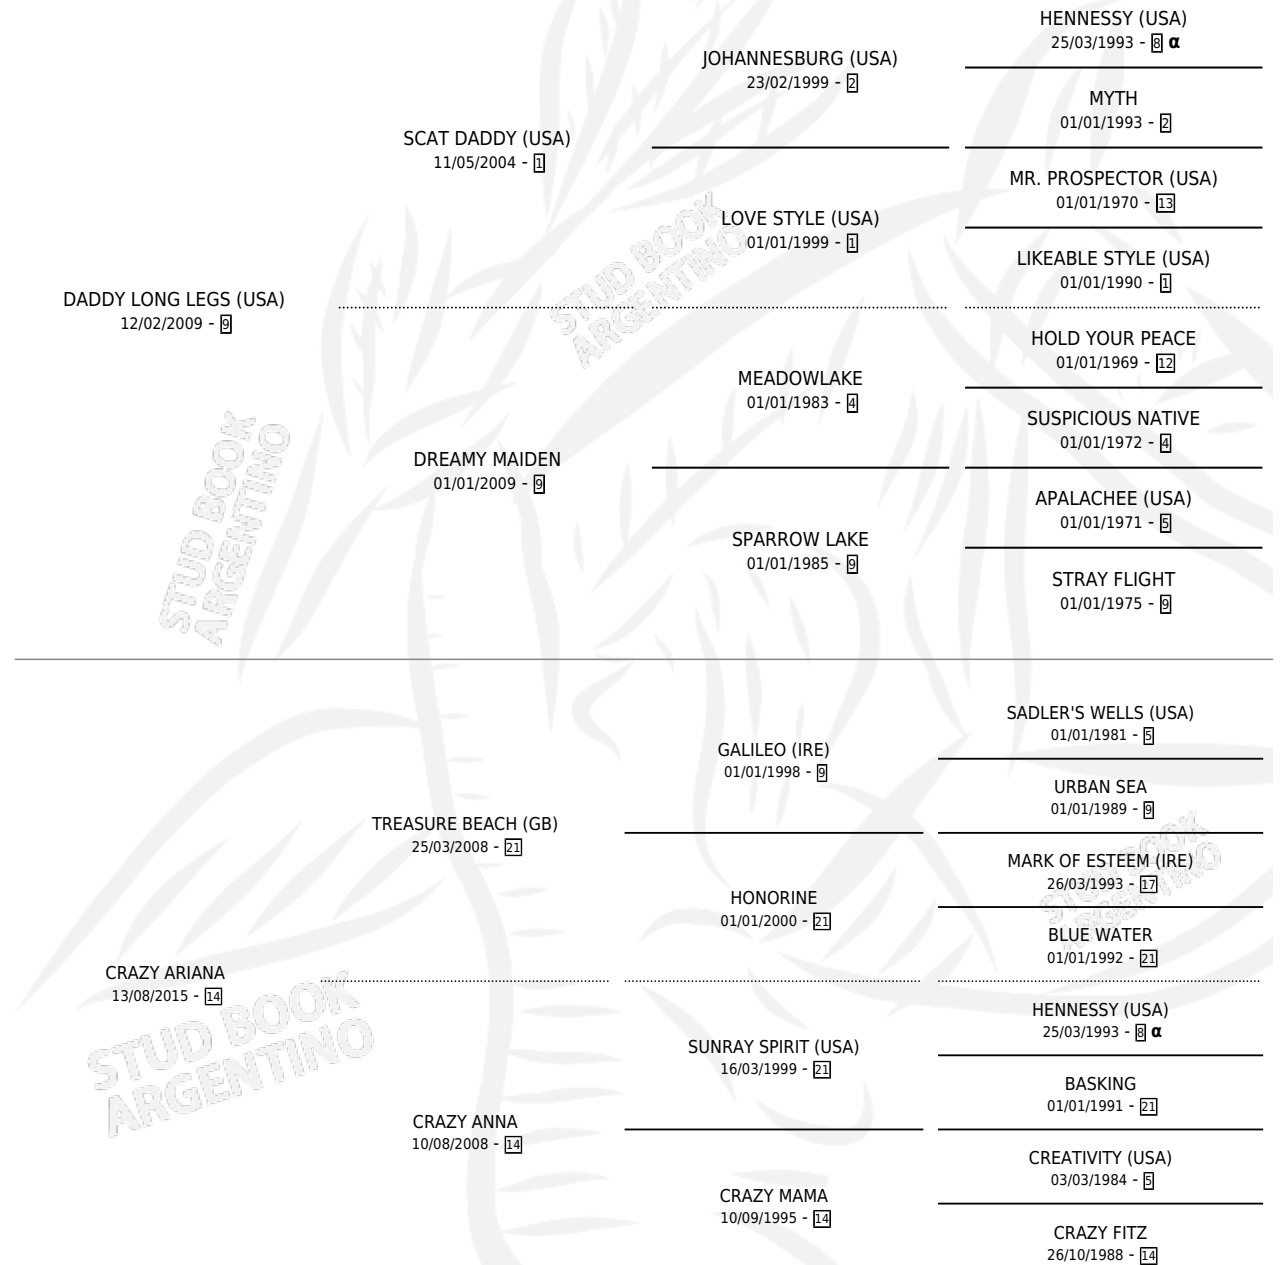 HENNESSY (USA)
25/03/1993 - 8 α
JOHANNESBURG (USA)
23/02/1999 - 2
MYTH
01/01/1993 - 2
SCAT DADDY (USA)
11/05/2004 - 1
MR. PROSPECTOR (USA)
01/01/1970 - 13
LOVE STYLE (USA)
01/01/1999 - 1
LIKEABLE STYLE (USA)
01/01/1990 - 1
DADDY LONG LEGS (USA)
12/02/2009 - 9
HOLD YOUR PEACE
01/01/1969 - 12
MEADOWLAKE
01/01/1983 - 4
SUSPICIOUS NATIVE
01/01/1972 - 4
DREAMY MAIDEN
01/01/2009 - 9
APALACHEE (USA)
01/01/1971 - 5
SPARROW LAKE
01/01/1985 - 9
STRAY FLIGHT
01/01/1975 - 9
STUD BOOK
ARGENTINO
STUD BOOK
ARGENTINO
SADLER'S WELLS (USA)
01/01/1981 - 5
GALILEO (IRE)
01/01/1998 - 9
URBAN SEA
01/01/1989 - 9
TREASURE BEACH (GB)
25/03/2008 - 21
MARK OF ESTEEM (IRE)
26/03/1993 - 17
HONORINE
01/01/2000 - 21
BLUE WATER
01/01/1992 - 21
CRAZY ARIANA
13/08/2015 - 14
HENNESSY (USA)
25/03/1993 - 8 α
SUNRAY SPIRIT (USA)
16/03/1999 - 21
BASKING
01/01/1991 - 21
CRAZY ANNA
10/08/2008 - 14
CREATIVITY (USA)
03/03/1984 - 5
CRAZY MAMA
10/09/1995 - 14
CRAZY FITZ
26/10/1988 - 14
STUD BOOK
ARGENTINO
STUD BOOK
ARGENTINO